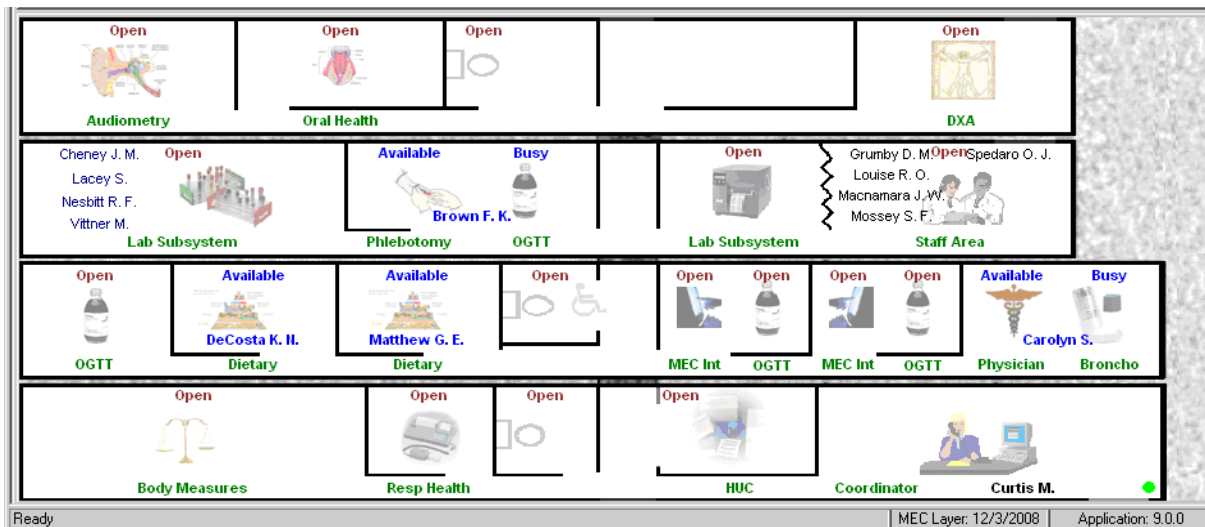 Open Open Open Open
Audiometry Oral Health DXA
Cheney J. M. Open Available Busy Open Grumby D. M. Open Spedaro O. J.
Lacey S. Louise R. O.
Nesbitt R. F. Macnamara J. W.
Vittner M. Brown F. K. Mossey S. F.
Lab Subsystem Phlebotomy OGTT Lab Subsystem Staff Area
Open Available Available Open Open Open Open Open Available Busy
DeCosta K. N. Matthew G. E. Carolyn S.
OGTT Dietary Dietary MEC Int OGTT MEC Int OGTT Physician Broncho
Open Open Open Open
Body Measures Resp Health HUC Coordinator Curtis M.
Ready MEC Layer: 12/3/2008 Application: 9.0.0